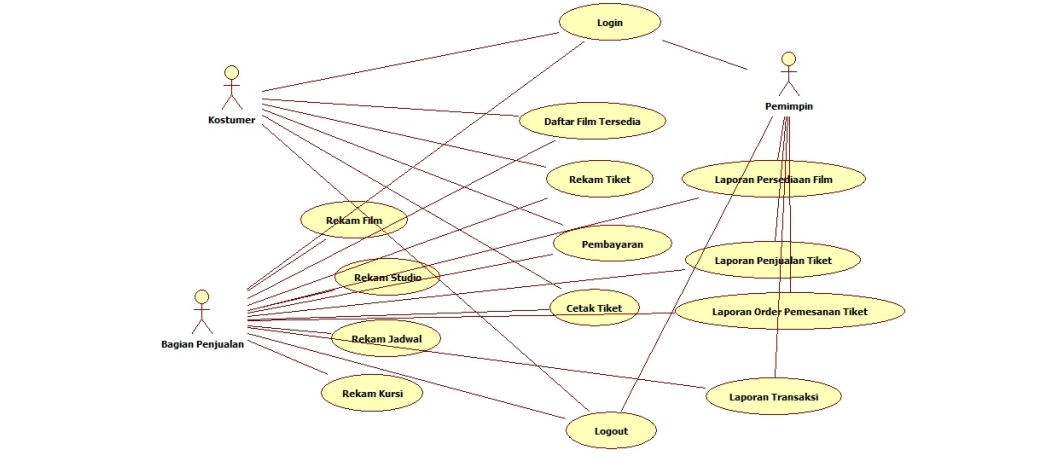 Login
Kostumer
Pemimpin
Daftar Film Tersedia
Rekam Tiket
Laporan Persediaan Film
Rekam Film
Pembayaran
Laporan Penjualan Tiket
Rekam Studio
Cetak Tiket
Laporan Order Pemesanan Tiket
Bagian Penjualan
Rekam Jadwal
Rekam Kursi
Laporan Transaksi
Logout